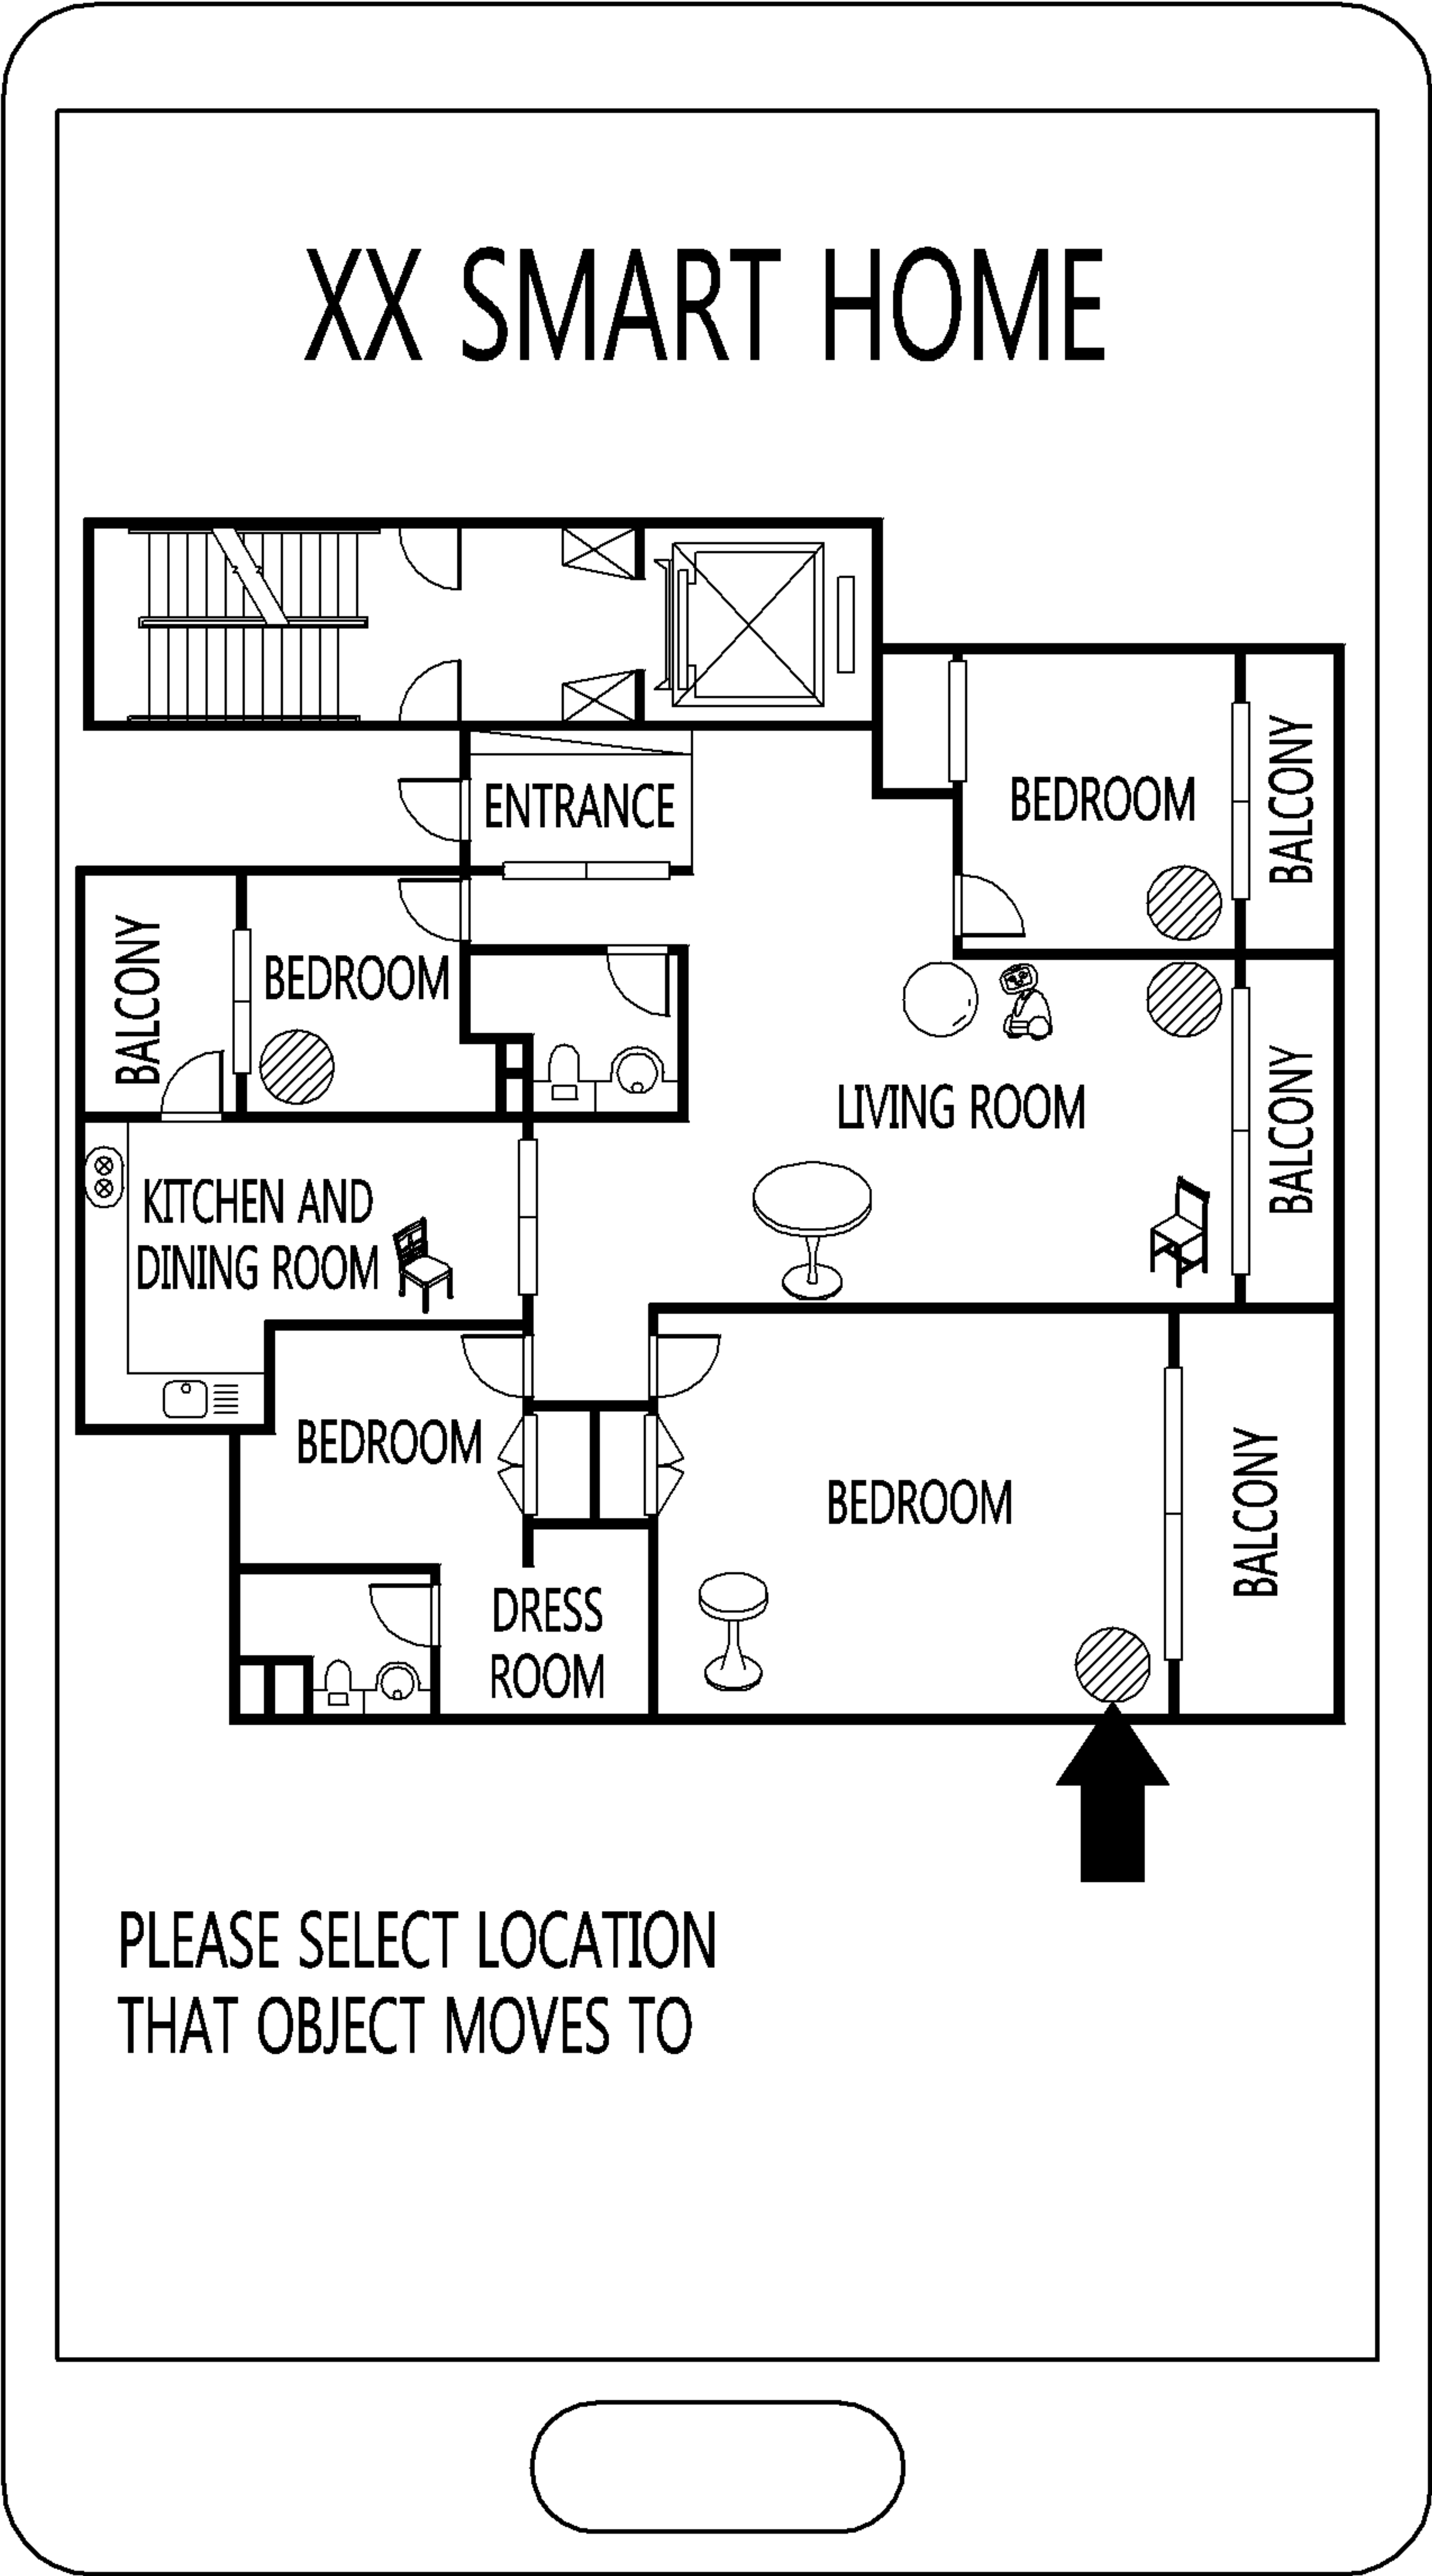 XX SMART HOME
BEDROOM
BALCONY
ENTRANCE
BALCONY
BEDROOM
LIVING ROOM
BALCONY
KITCHEN AND
DINING ROOM
BEDROOM
BEDROOM
BALCONY
DRESS
ROOM
PLEASE SELECT LOCATION
THAT OBJECT MOVES TO